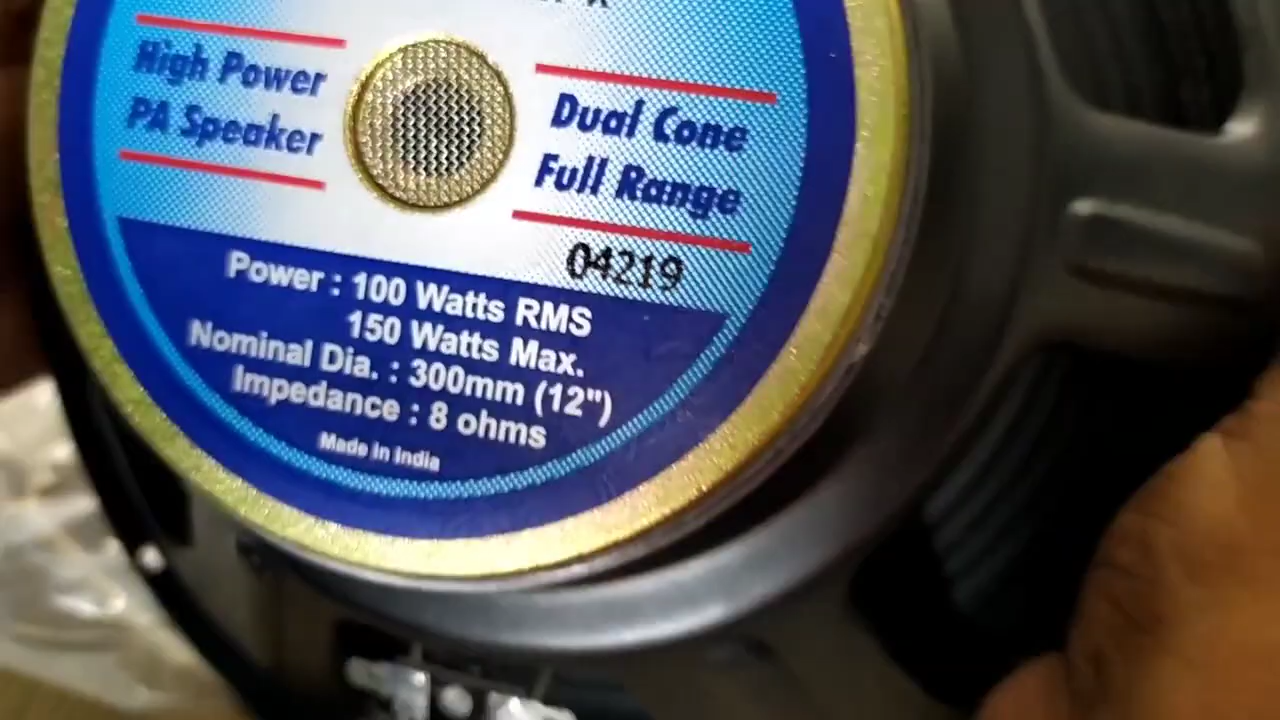 High Power
PA Speaker
Dual Cone
Full Range
04219
Power : 100 Watts RMS
150 Watts Max.
Nominal Dia. : 300mm (12")
Impedance : 8 ohms
Made in India